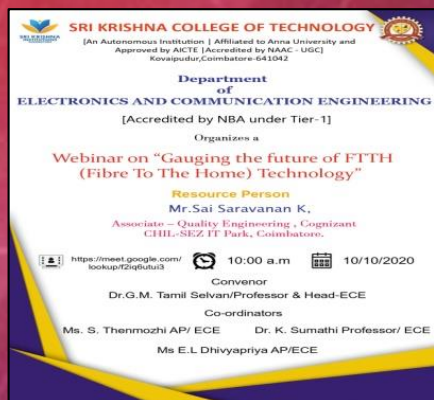 SRI KRISHNA COLLEGE OF TECHNOLOGY
[An Autonomous Institution | Affiliated to Anna University and
Approved by AICTE |Accredited by NAAC - UGC]
Kovaipudur,Coimbatore-641042
SRI KRISHNA
Department
of
ELECTRONICS AND COMMUNICATION ENGINEERING
[Accredited by NBA under Tier-1]
Organizes a
Webinar on “Gauging the future of FTTH
(Fibre To The Home) Technology”
Resource Person
Mr.Sai Saravanan K,
Associate – Quality Engineering , Cognizant
CHIL-SEZ IT Park, Coimbatore.
https://meet.google.com/
lookup/f2iq6utui3
10:00 a.m
10/10/2020
Convenor
Dr.G.M. Tamil Selvan/Professor & Head-ECE
Co-ordinators
Ms. S. Thenmozhi AP/ ECE Dr. K. Sumathi Professor/ ECE
Ms E.L Dhivyapriya AP/ECE